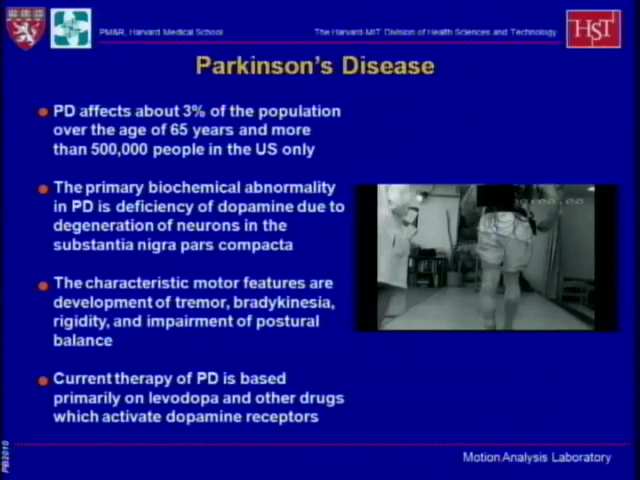 PM&R, Harvard Medical School
The Harvard-MIT Division of Health Sciences and Technology
HST
Parkinson's Disease
PD affects about 3% of the population
over the age of 65 years and more
than 500,000 people in the US only
The primary biochemical abnormality
in PD is deficiency of dopamine due to
degeneration of neurons in the
substantia nigra pars compacta
The characteristic motor features are
development of tremor, bradykinesia,
rigidity, and impairment of postural
balance
Current therapy of PD is based
primarily on levodopa and other drugs
which activate dopamine receptors
PB2010
Motion Analysis Laboratory